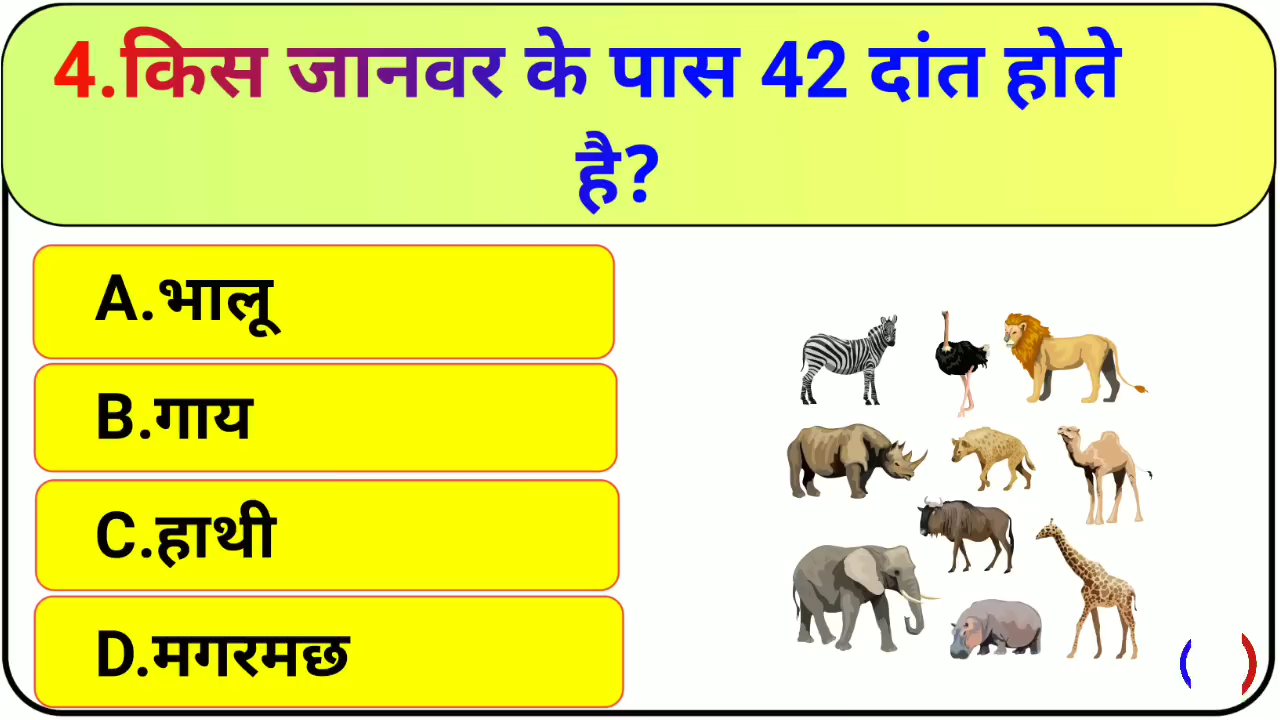 4.किस जानवर के पास 42 दांत होते
है?
A.भालू
B.गाय
C.हाथी
D.मगरमछ
( )